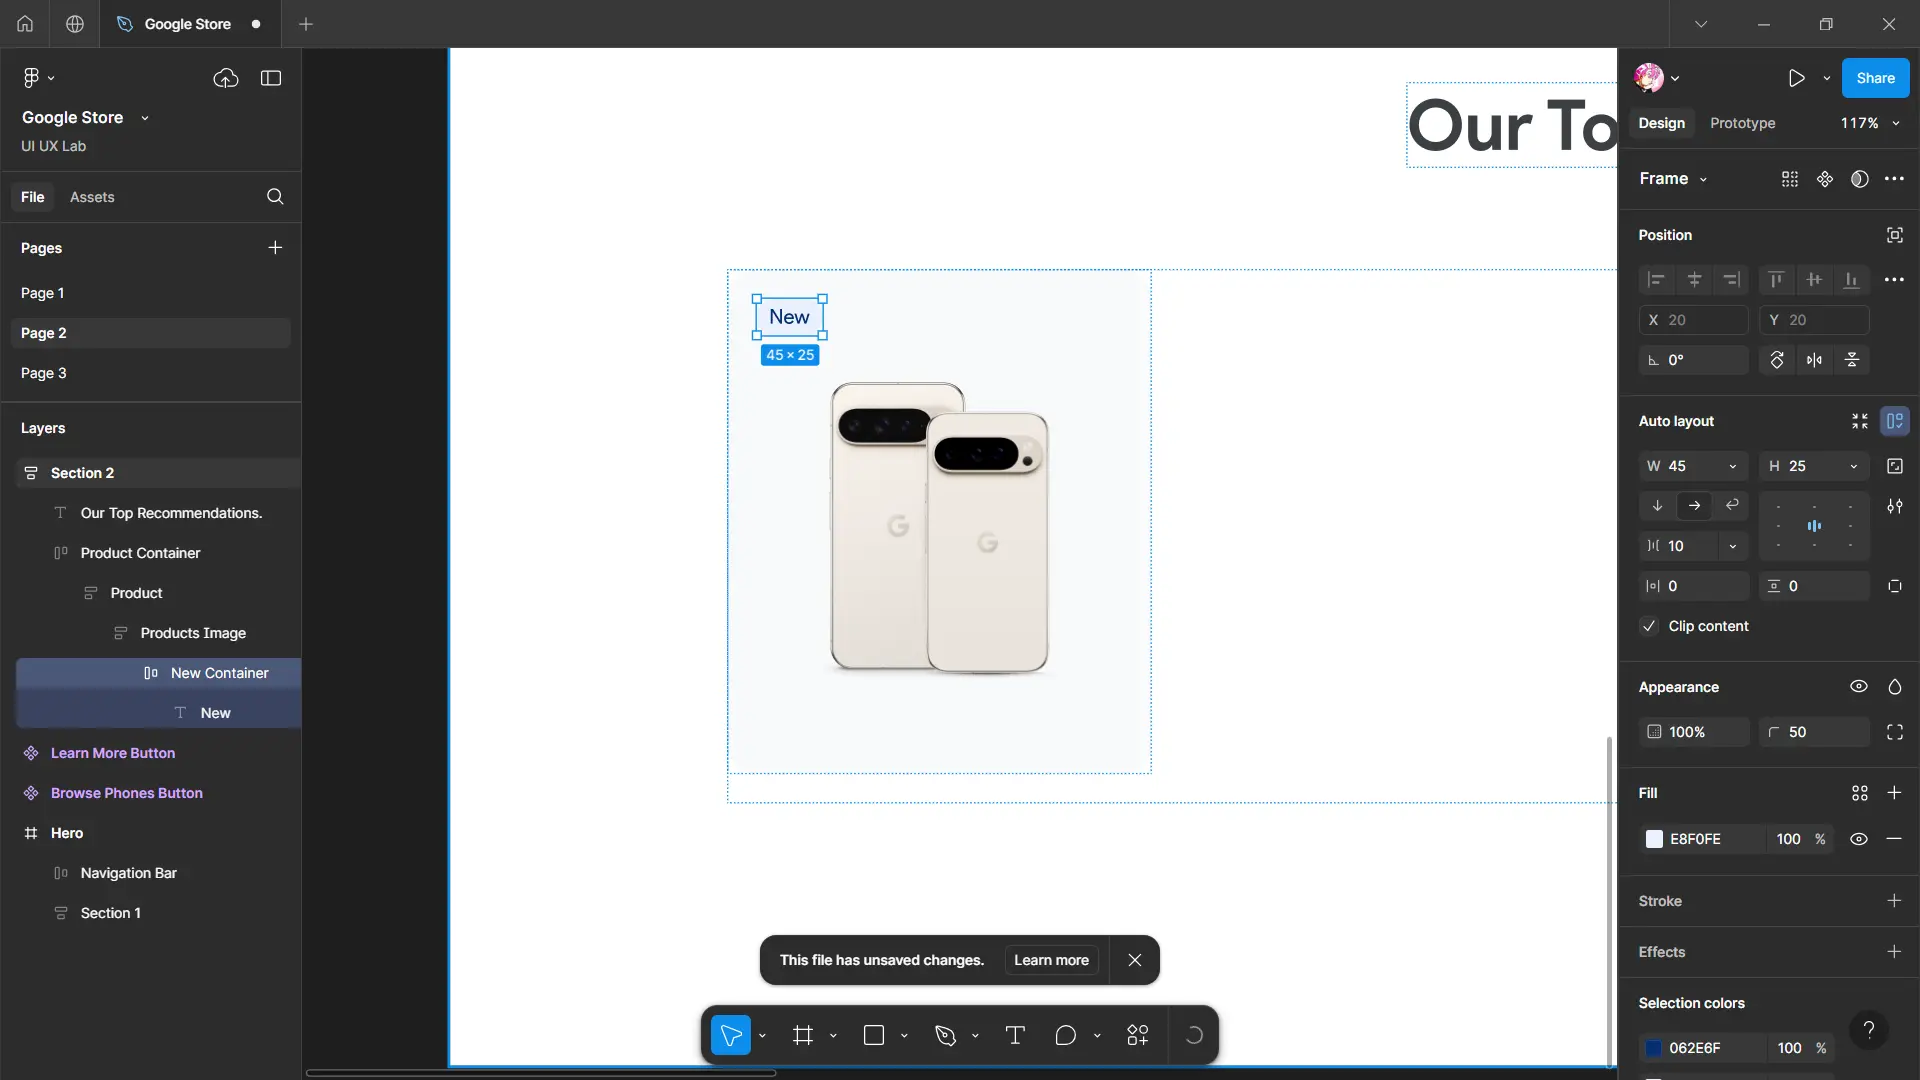 Google Store
Google Store
UI UX Lab
File
Assets
Pages
Page 1
Page 2
Page 3
Layers
Section 2
Our Top Recommendations.
Product Container
Product
Products Image
New Container
New
Learn More Button
Browse Phones Button
Hero
Navigation Bar
Section 1
Our To
New
45 × 25
G
G
This file has unsaved changes.
Learn more
Share
Design
Prototype
117%
Frame
Position
X 20
Y 20
0°
Auto layout
W 45
H 25
10
0
0
Clip content
Appearance
100%
50
Fill
E8F0FE 100 %
Stroke
Effects
Selection colors
062E6F 100 %
?